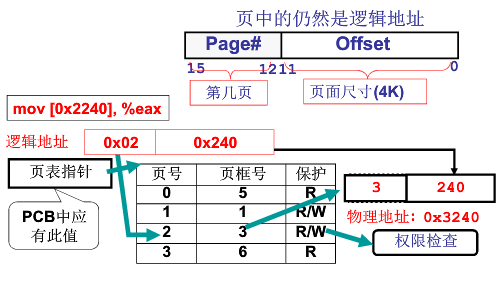 页中的仍然是逻辑地址
Page# Offset
15 12 11 0
第几页 页面尺寸(4K)
mov [0x2240], %eax
逻辑地址 0x02 0x240
页表指针
PCB中应
有此值
页号 页框号 保护
0 5 R
1 1 R/W
2 3 R/W
3 6 R
3 240
物理地址: 0x3240
权限检查